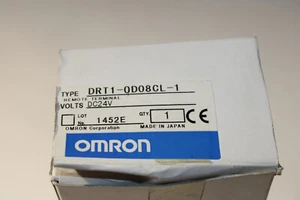 TYPE DRT1-OD08CL-1
REMOTE TERMINAL
VOLTS DC24V
LOT No. 1452E QTY. 1 CE
OMRON Corporation MADE IN JAPAN
OMRON